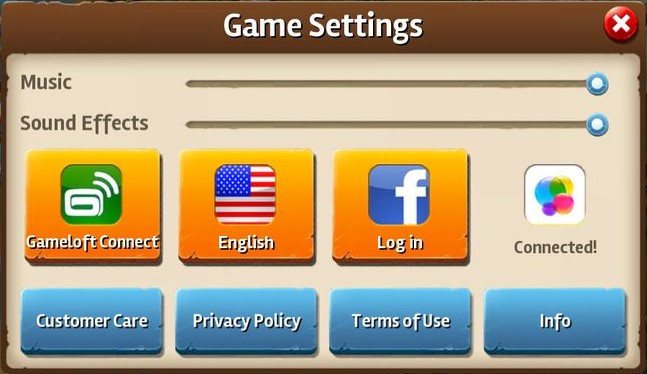 Game Settings
Music
Sound Effects
Gameloft Connect
English
Log in
Connected!
Customer Care
Privacy Policy
Terms of Use
Info